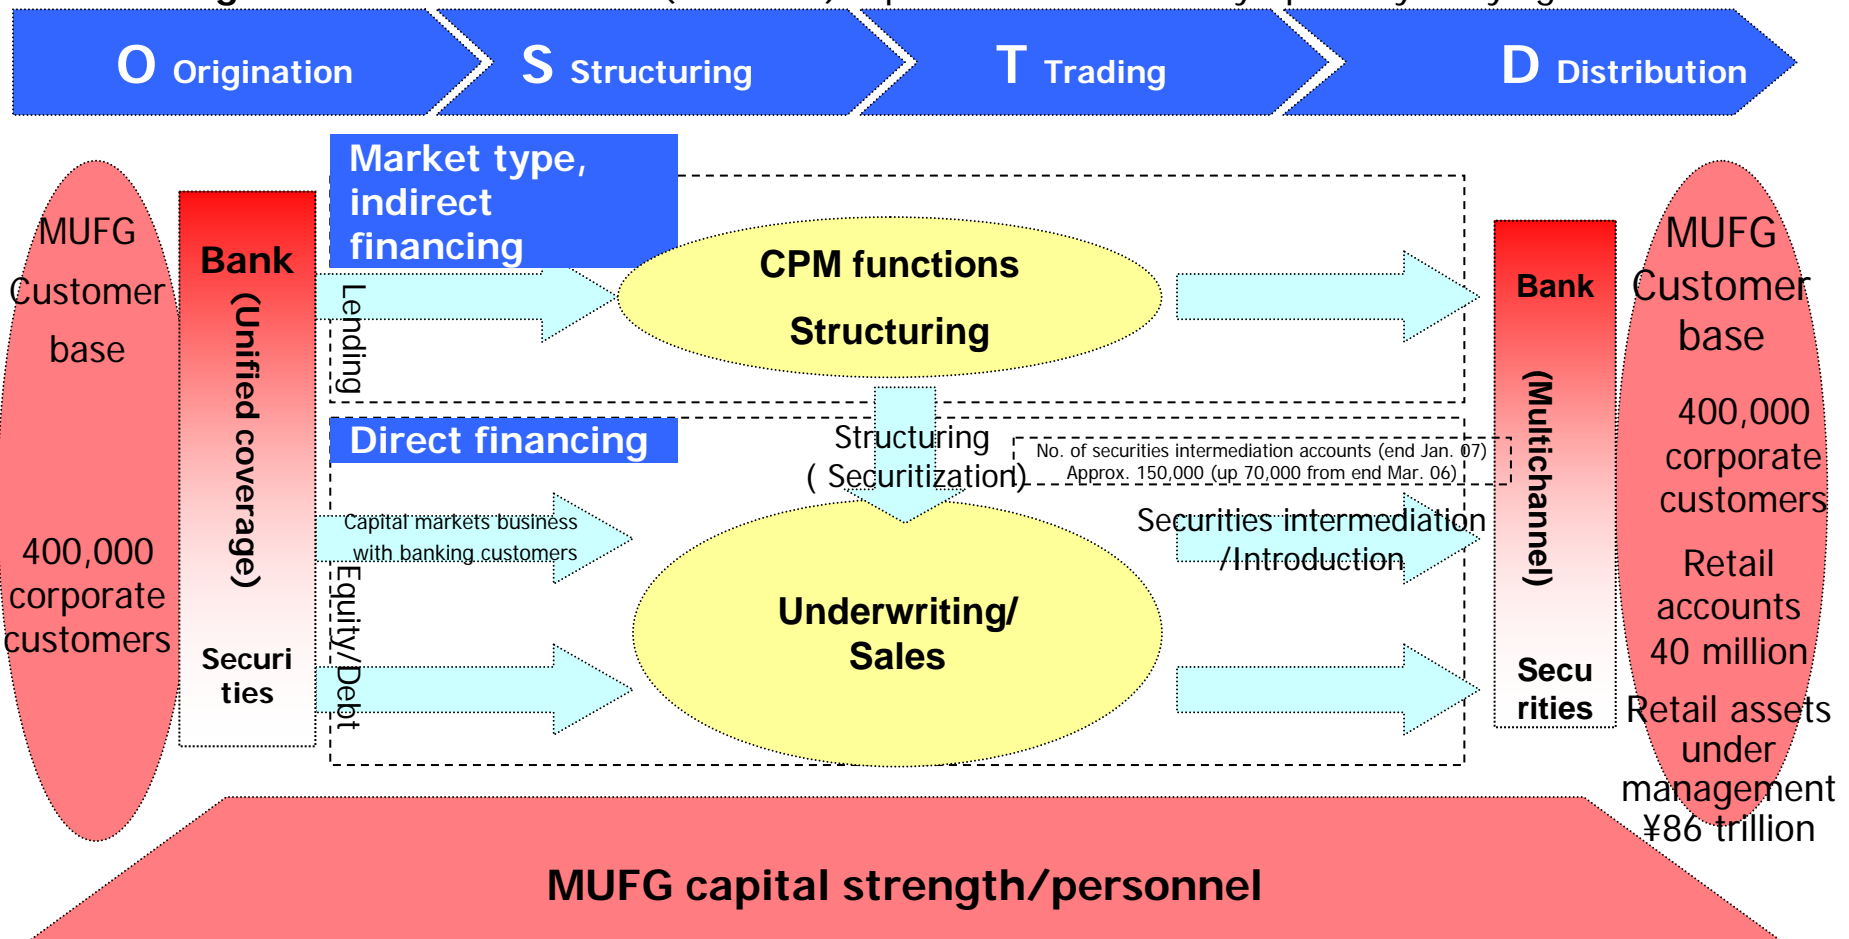 O Origination
S Structuring
T Trading
D Distribution
Market type,
indirect
financing
MUFG
Customer
base
400,000
corporate
customers
Bank
(Unified coverage)
Securi
ties
Lending
CPM functions
Structuring
Direct financing
Structuring
( Securitization)
No. of securities intermediation accounts (end Jan. 07)
Approx. 150,000 (up 70,000 from end Mar. 06)
Capital markets business
with banking customers
Equity/Debt
Underwriting/
Sales
Securities intermediation
/Introduction
Bank
(Multichannel)
Secu
rities
MUFG
Customer
base
400,000
corporate
customers
Retail
accounts
40 million
Retail assets
under
management
¥86 trillion
MUFG capital strength/personnel